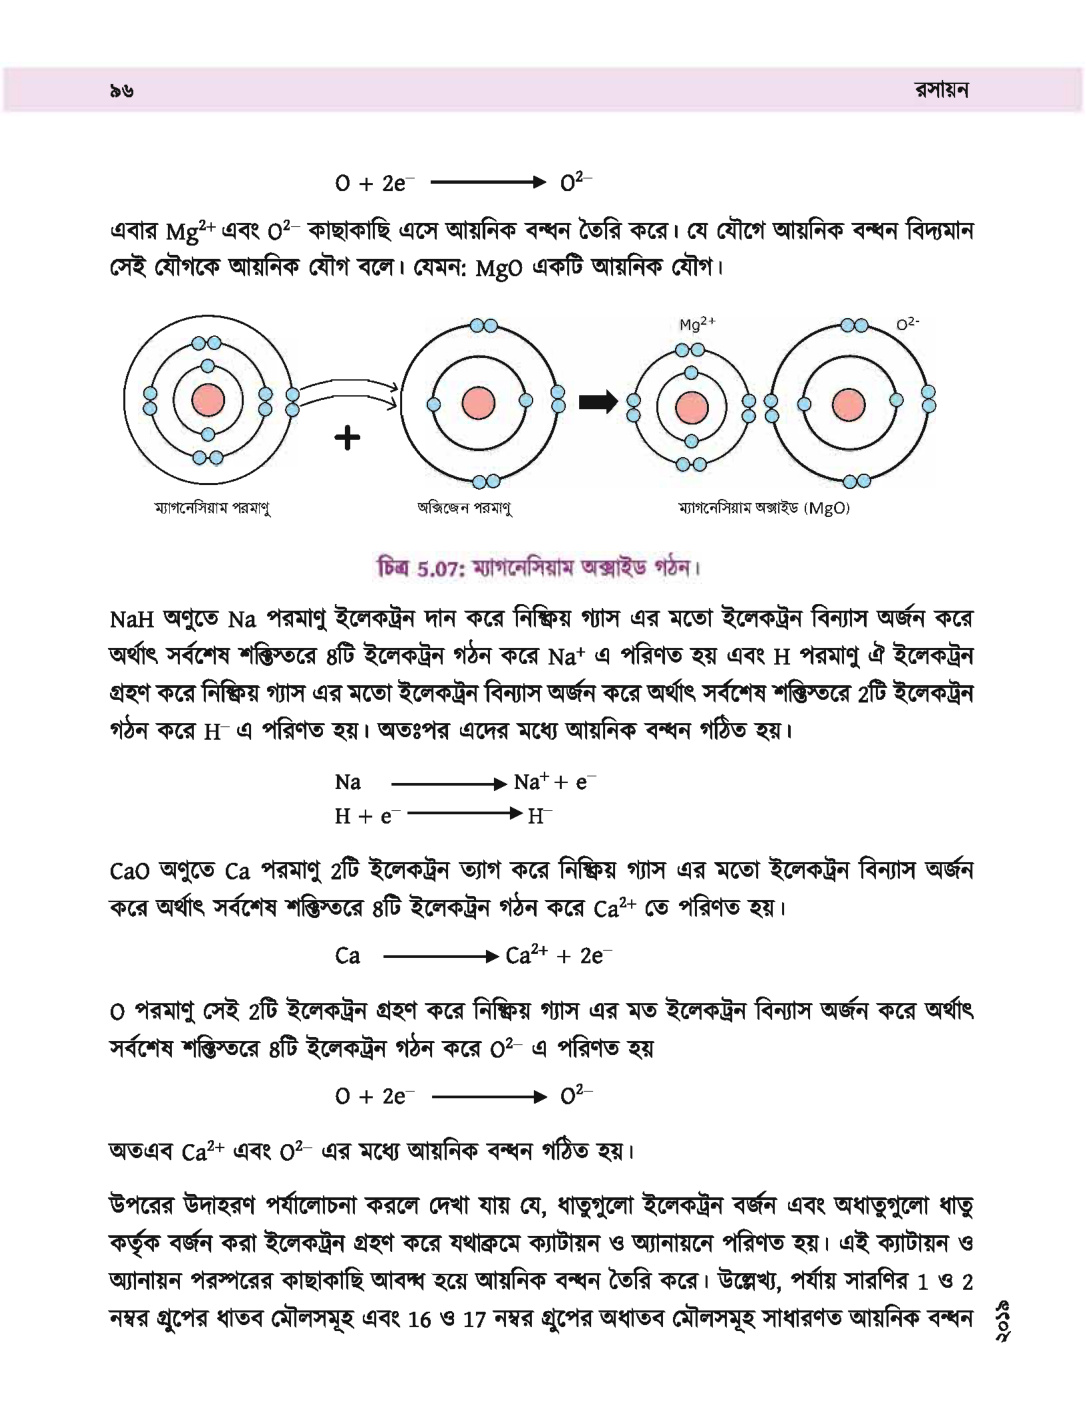 ৯৬ রসায়ন
O + 2e⁻ ⟶ O²⁻
এবার Mg²⁺ এবং O²⁻ কাছাকাছি এসে আয়নিক বন্ধন তৈরি করে। যে যৌগে আয়নিক বন্ধন বিদ্যমান
সেই যৌগকে আয়নিক যৌগ বলে। যেমন: MgO একটি আয়নিক যৌগ।
Mg²⁺ O²⁻
+
ম্যাগনেসিয়াম পরমাণু অক্সিজেন পরমাণু ম্যাগনেসিয়াম অক্সাইড (MgO)
চিত্র 5.07: ম্যাগনেসিয়াম অক্সাইড গঠন।
NaH অণুতে Na পরমাণু ইলেকট্রন দান করে নিষ্ক্রিয় গ্যাস এর মতো ইলেকট্রন বিন্যাস অর্জন করে
অর্থাৎ সর্বশেষ শক্তিস্তরে 8টি ইলেকট্রন গঠন করে Na⁺ এ পরিণত হয় এবং H পরমাণু ঐ ইলেকট্রন
গ্রহণ করে নিষ্ক্রিয় গ্যাস এর মতো ইলেকট্রন বিন্যাস অর্জন করে অর্থাৎ সর্বশেষ শক্তিস্তরে 2টি ইলেকট্রন
গঠন করে H⁻ এ পরিণত হয়। অতঃপর এদের মধ্যে আয়নিক বন্ধন গঠিত হয়।
Na ⟶ Na⁺ + e⁻
H + e⁻ ⟶ H⁻
CaO অণুতে Ca পরমাণু 2টি ইলেকট্রন ত্যাগ করে নিষ্ক্রিয় গ্যাস এর মতো ইলেকট্রন বিন্যাস অর্জন
করে অর্থাৎ সর্বশেষ শক্তিস্তরে 8টি ইলেকট্রন গঠন করে Ca²⁺ তে পরিণত হয়।
Ca ⟶ Ca²⁺ + 2e⁻
O পরমাণু সেই 2টি ইলেকট্রন গ্রহণ করে নিষ্ক্রিয় গ্যাস এর মত ইলেকট্রন বিন্যাস অর্জন করে অর্থাৎ
সর্বশেষ শক্তিস্তরে 8টি ইলেকট্রন গঠন করে O²⁻ এ পরিণত হয়
O + 2e⁻ ⟶ O²⁻
অতএব Ca²⁺ এবং O²⁻ এর মধ্যে আয়নিক বন্ধন গঠিত হয়।
উপরের উদাহরণ পর্যালোচনা করলে দেখা যায় যে, ধাতুগুলো ইলেকট্রন বর্জন এবং অধাতুগুলো ধাতু
কর্তৃক বর্জন করা ইলেকট্রন গ্রহণ করে যথাক্রমে ক্যাটায়ন ও অ্যানায়নে পরিণত হয়। এই ক্যাটায়ন ও
অ্যানায়ন পরস্পরের কাছাকাছি আবদ্ধ হয়ে আয়নিক বন্ধন তৈরি করে। উল্লেখ্য, পর্যায় সারণির 1 ও 2
নম্বর গ্রুপের ধাতব মৌলসমূহ এবং 16 ও 17 নম্বর গ্রুপের অধাতব মৌলসমূহ সাধারণত আয়নিক বন্ধন
২০১৯